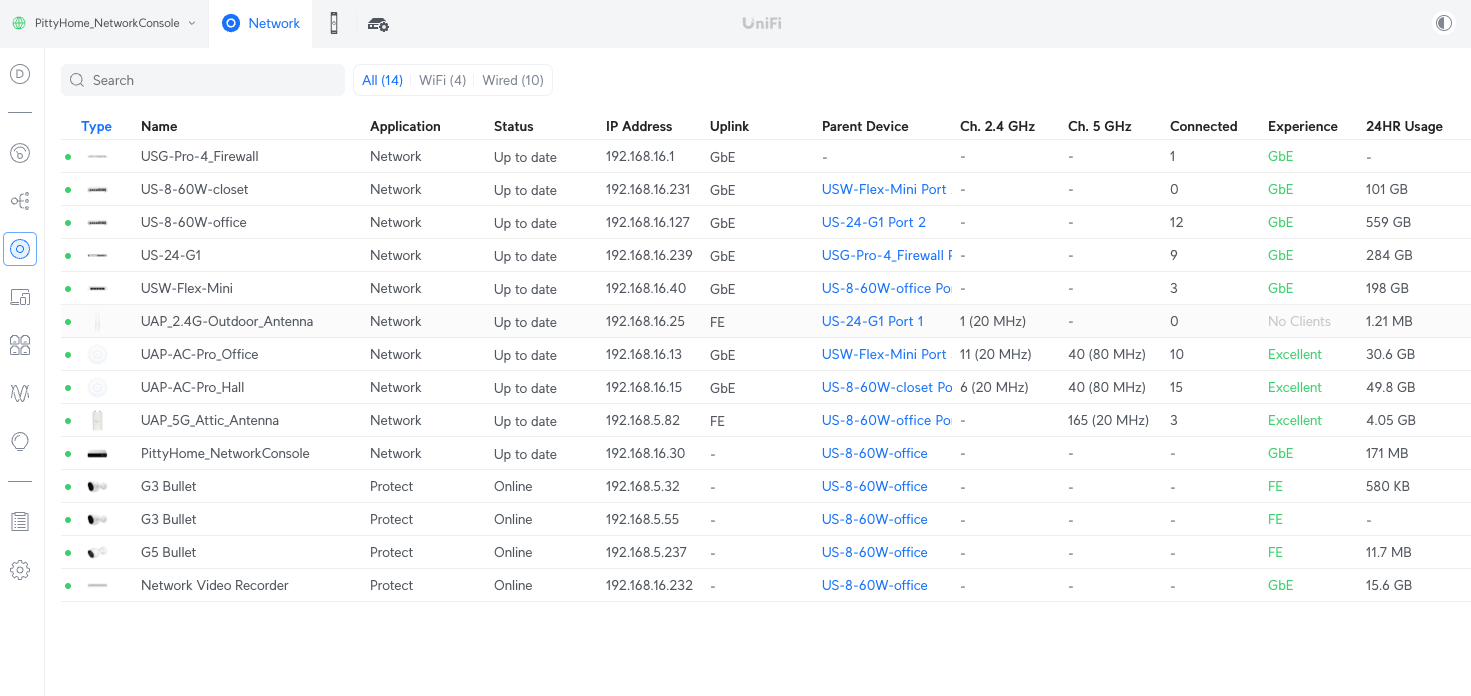 PittyHome_NetworkConsole Network UniFi
D
Search All (14) WiFi (4) Wired (10)
Type Name Application Status IP Address Uplink Parent Device Ch. 2.4 GHz Ch. 5 GHz Connected Experience 24HR Usage
USG-Pro-4_Firewall Network Up to date 192.168.16.1 GbE - - - 1 GbE -
US-8-60W-closet Network Up to date 192.168.16.231 GbE USW-Flex-Mini Port - - 0 GbE 101 GB
US-8-60W-office Network Up to date 192.168.16.127 GbE US-24-G1 Port 2 - - 12 GbE 559 GB
US-24-G1 Network Up to date 192.168.16.239 GbE USG-Pro-4_Firewall P - - 9 GbE 284 GB
USW-Flex-Mini Network Up to date 192.168.16.40 GbE US-8-60W-office Po - - 3 GbE 198 GB
UAP_2.4G-Outdoor_Antenna Network Up to date 192.168.16.25 FE US-24-G1 Port 1 1 (20 MHz) - 0 No Clients 1.21 MB
UAP-AC-Pro_Office Network Up to date 192.168.16.13 GbE USW-Flex-Mini Port 11 (20 MHz) 40 (80 MHz) 10 Excellent 30.6 GB
UAP-AC-Pro_Hall Network Up to date 192.168.16.15 GbE US-8-60W-closet Po 6 (20 MHz) 40 (80 MHz) 15 Excellent 49.8 GB
UAP_5G_Attic_Antenna Network Up to date 192.168.5.82 FE US-8-60W-office Po - 165 (20 MHz) 3 Excellent 4.05 GB
PittyHome_NetworkConsole Network Up to date 192.168.16.30 - US-8-60W-office - - - GbE 171 MB
G3 Bullet Protect Online 192.168.5.32 - US-8-60W-office - - - FE 580 KB
G3 Bullet Protect Online 192.168.5.55 - US-8-60W-office - - - FE -
G5 Bullet Protect Online 192.168.5.237 - US-8-60W-office - - - FE 11.7 MB
Network Video Recorder Protect Online 192.168.16.232 - US-8-60W-office - - - GbE 15.6 GB